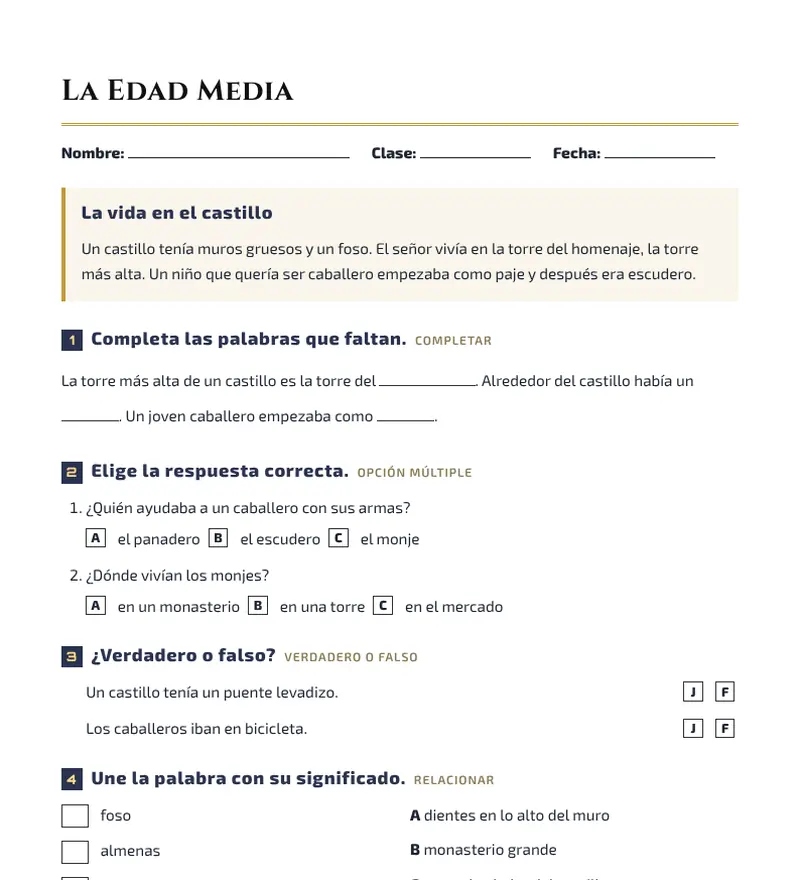 La Edad Media
Nombre: Clase: Fecha:
La vida en el castillo
Un castillo tenía muros gruesos y un foso. El señor vivía en la torre del homenaje, la torre
más alta. Un niño que quería ser caballero empezaba como paje y después era escudero.
1 Completa las palabras que faltan. COMPLETAR
La torre más alta de un castillo es la torre del ____________. Alrededor del castillo había un
_______. Un joven caballero empezaba como _______.
2 Elige la respuesta correcta. OPCIÓN MÚLTIPLE
1. ¿Quién ayudaba a un caballero con sus armas?
A el panadero B el escudero C el monje
2. ¿Dónde vivían los monjes?
A en un monasterio B en una torre C en el mercado
3 ¿Verdadero o falso? VERDADERO O FALSO
Un castillo tenía un puente levadizo. J F
Los caballeros iban en bicicleta. J F
4 Une la palabra con su significado. RELACIONAR
foso A dientes en lo alto del muro
almenas B monasterio grande